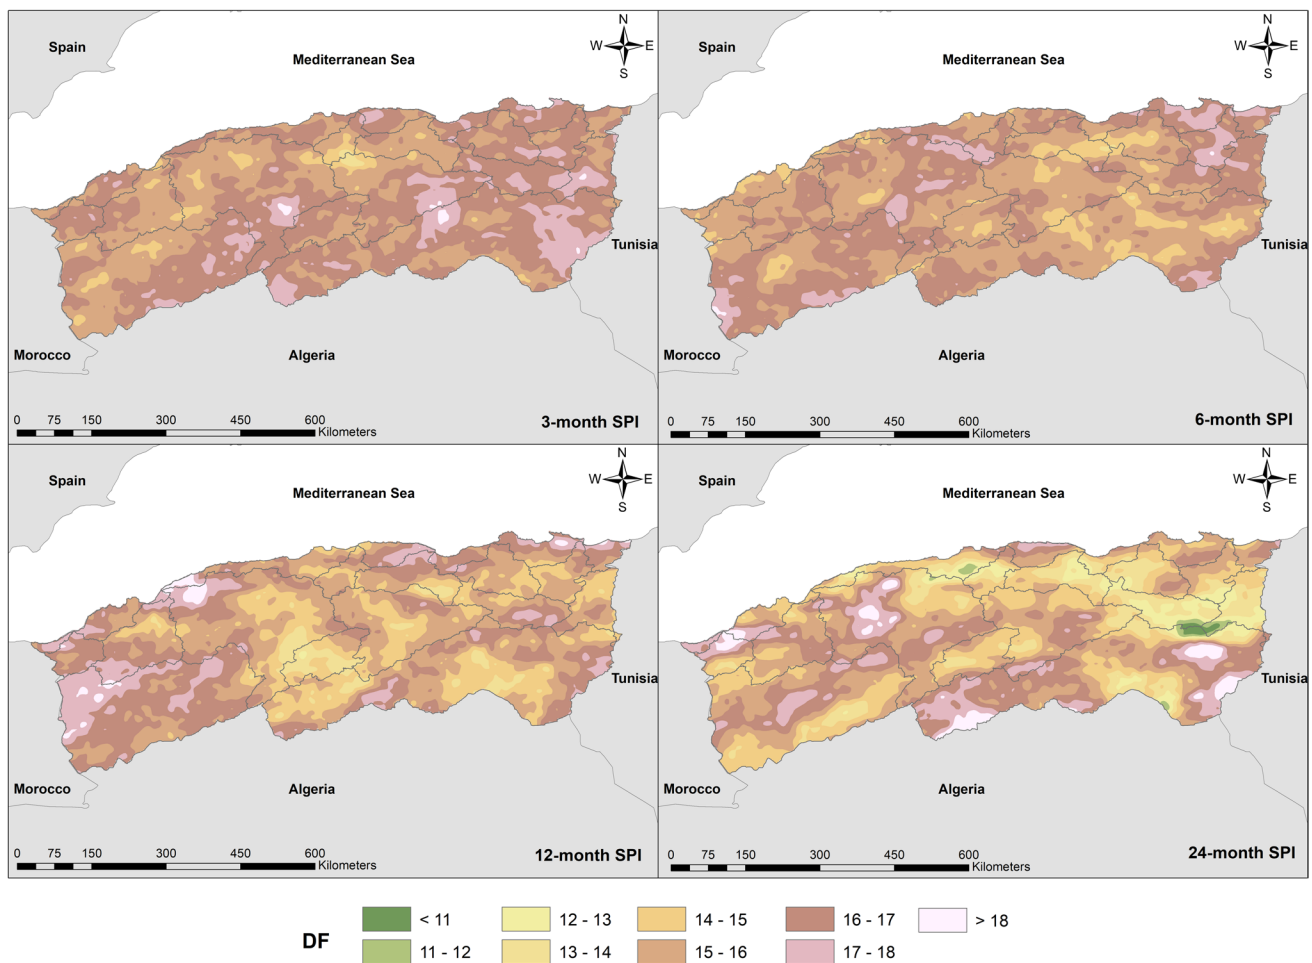 N
W E
S
Spain
Mediterranean Sea
Tunisia
Morocco
Algeria
0 75 150 300 450 600
Kilometers
3-month SPI
N
W E
S
Spain
Mediterranean Sea
Tunisia
Morocco
Algeria
0 75 150 300 450 600
Kilometers
6-month SPI
N
W E
S
Spain
Mediterranean Sea
Tunisia
Morocco
Algeria
0 75 150 300 450 600
Kilometers
12-month SPI
N
W E
S
Spain
Mediterranean Sea
Tunisia
Morocco
Algeria
0 75 150 300 450 600
Kilometers
24-month SPI
DF
< 11
11 - 12
12 - 13
13 - 14
14 - 15
15 - 16
16 - 17
17 - 18
> 18